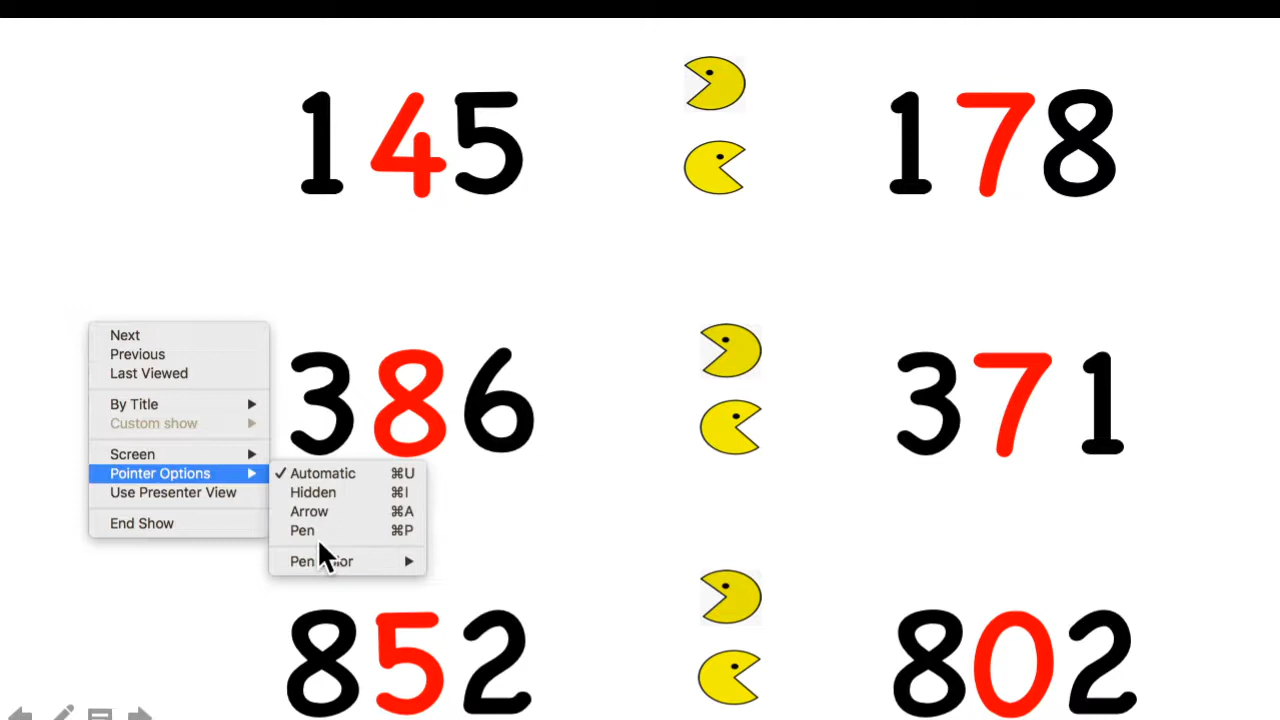 145 178
Next
Previous
Last Viewed
By Title
Custom show
Screen
Pointer Options
Use Presenter View
End Show
386 371
✓ Automatic ⌘U
Hidden ⌘I
Arrow ⌘A
Pen ⌘P
Pen
852 802